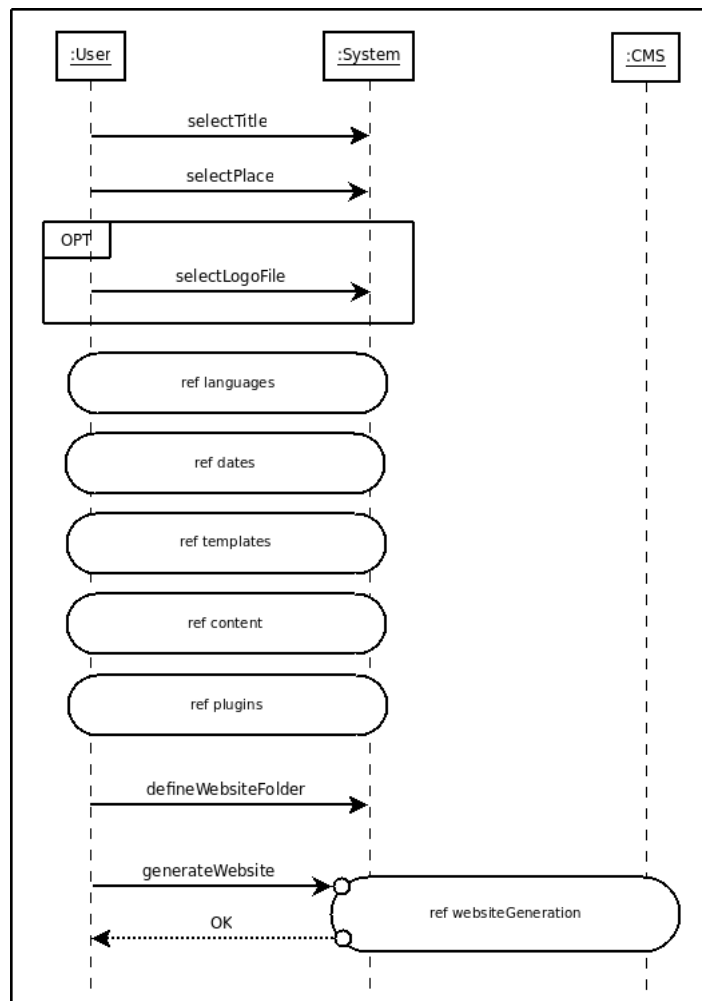 :User
:System
:CMS
selectTitle
selectPlace
OPT
selectLogoFile
ref languages
ref dates
ref templates
ref content
ref plugins
defineWebsiteFolder
generateWebsite
ref websiteGeneration
OK